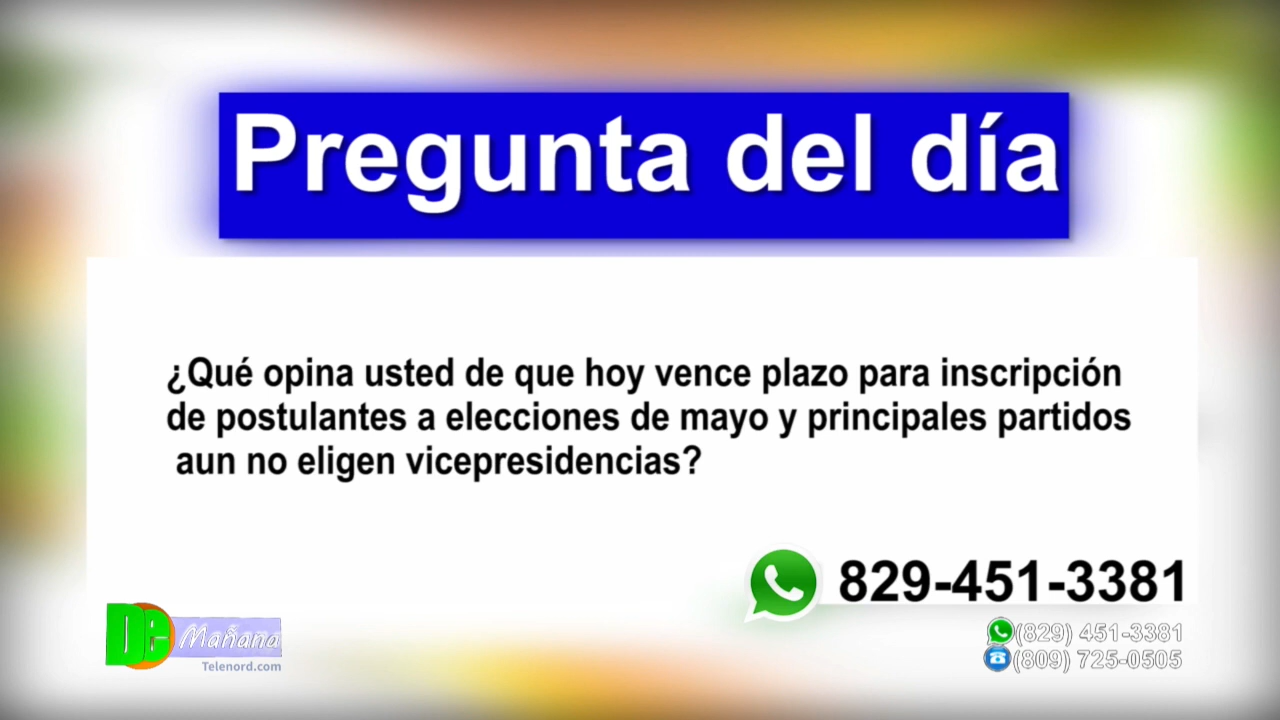 Pregunta del día
¿Qué opina usted de que hoy vence plazo para inscripción
de postulantes a elecciones de mayo y principales partidos
aun no eligen vicepresidencias?
829-451-3381
De Mañana
Telenord.com
(829) 451-3381
(809) 725-0505